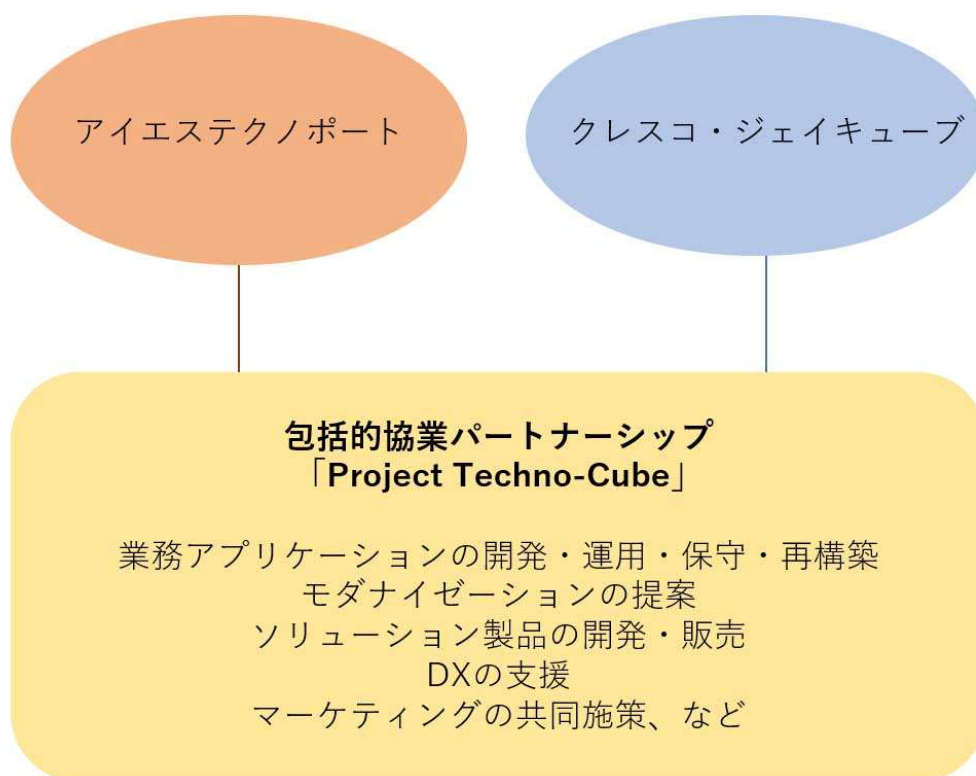 アイエステクノポート
クレスコ・ジェイキューブ
包括的協業パートナーシップ
「Project Techno-Cube」
業務アプリケーションの開発・運用・保守・再構築
モダナイゼーションの提案
ソリューション製品の開発・販売
DXの支援
マーケティングの共同施策、など